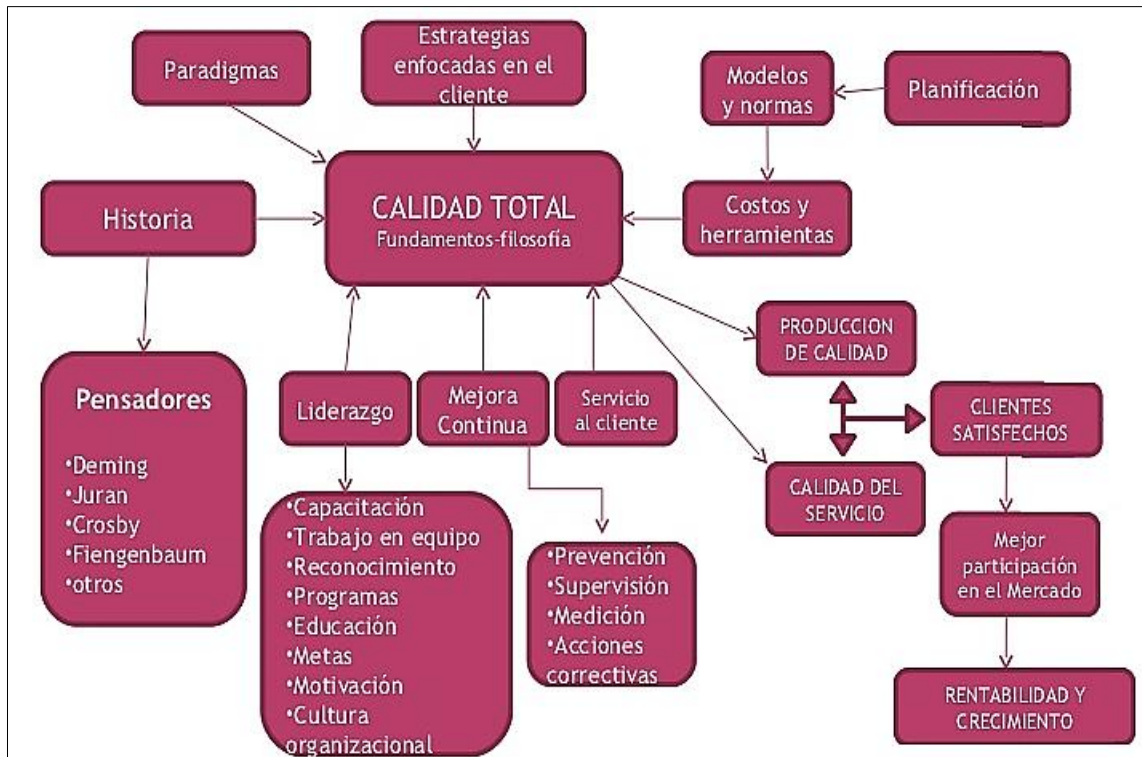 Paradigmas
Estrategias
enfocadas en el
cliente
Modelos
y normas
Planificación
Historia
CALIDAD TOTAL
Fundamentos-filosofía
Costos y
herramientas
PRODUCCION
DE CALIDAD
Pensadores
•Deming
•Juran
•Crosby
•Fiengenbaum
•otros
Liderazgo
Mejora
Continua
Servicio
al cliente
CLIENTES
SATISFECHOS
CALIDAD DEL
SERVICIO
•Capacitación
•Trabajo en equipo
•Reconocimiento
•Programas
•Educación
•Metas
•Motivación
•Cultura
organizacional
•Prevención
•Supervisión
•Medición
•Acciones
correctivas
Mejor
participación
en el Mercado
RENTABILIDAD Y
CRECIMIENTO